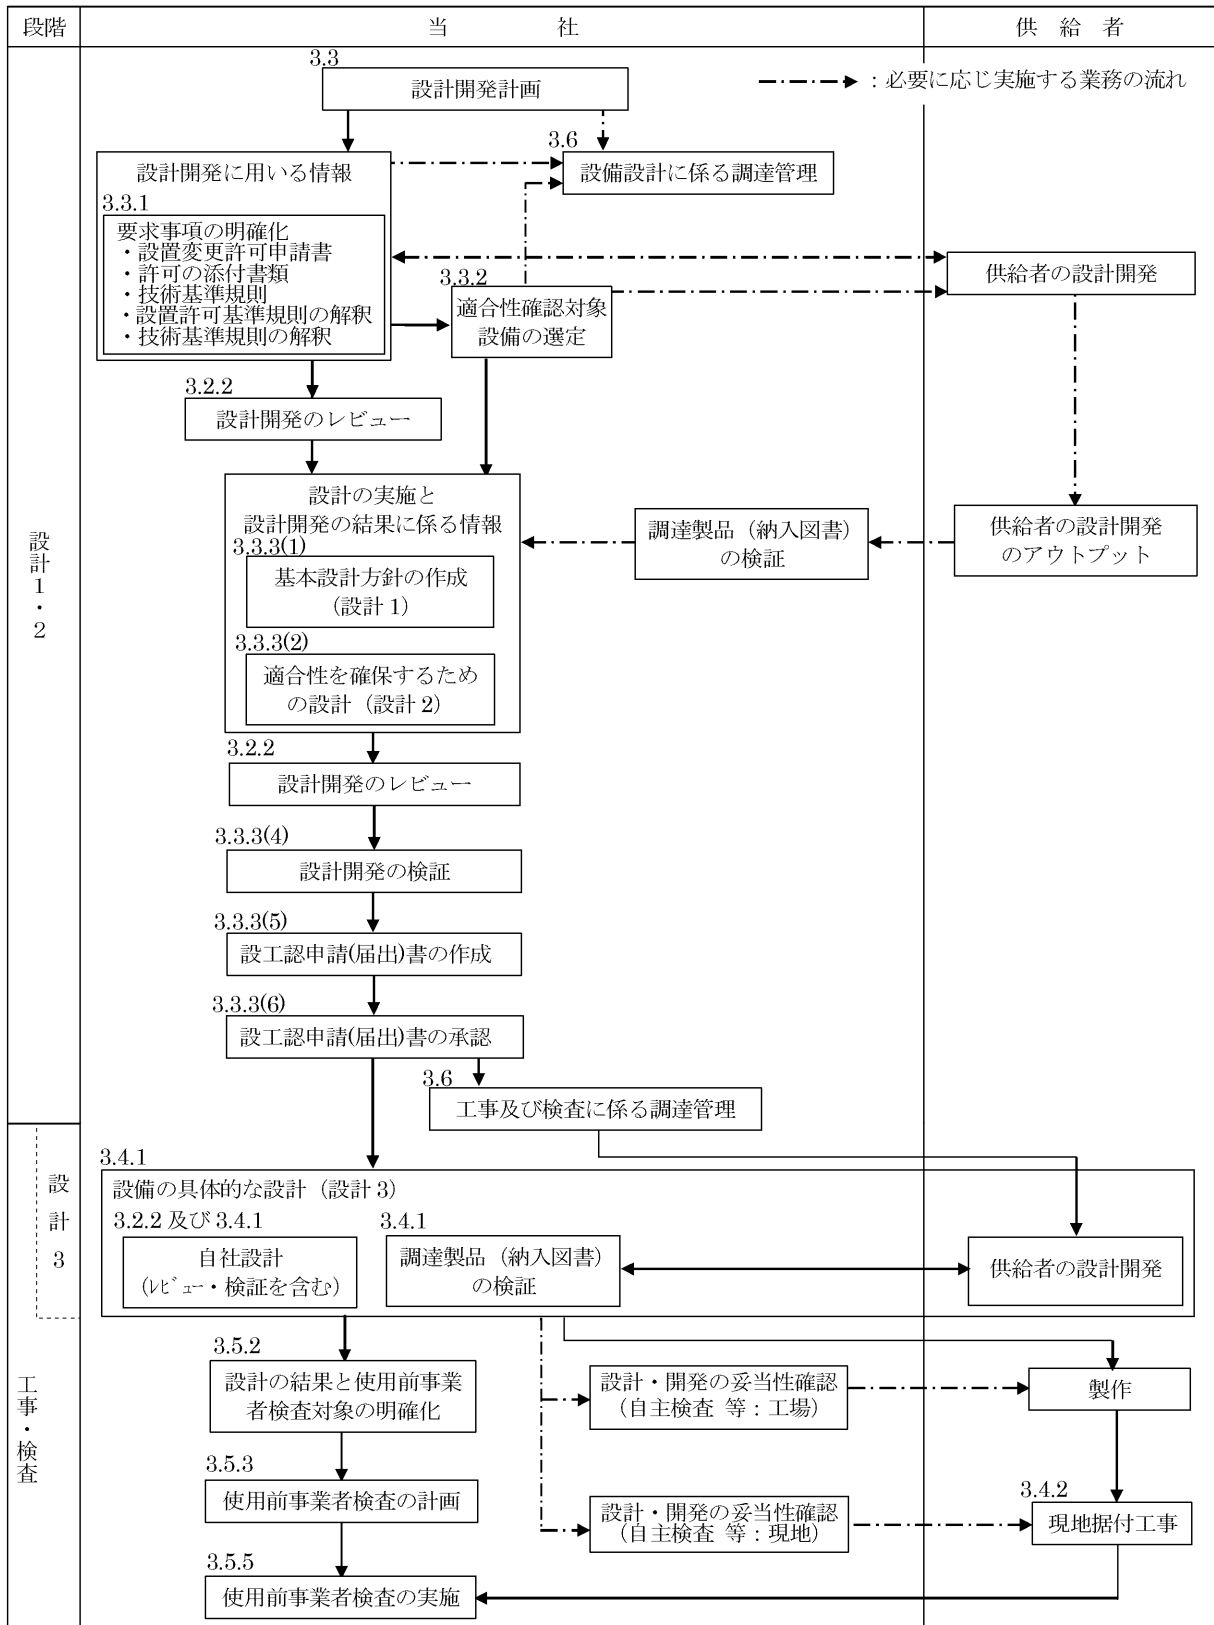 段階
当　　社
供　給　者
3.3
設計開発計画
：必要に応じ実施する業務の流れ
3.6
設備設計に係る調達管理
設計開発に用いる情報
3.3.1
要求事項の明確化
・設置変更許可申請書
・許可の添付書類
・技術基準規則
・設置許可基準規則の解釈
・技術基準規則の解釈
3.3.2
適合性確認対象
設備の選定
供給者の設計開発
3.2.2
設計開発のレビュー
設計の実施と
設計開発の結果に係る情報
3.3.3(1)
基本設計方針の作成
（設計 1）
3.3.3(2)
適合性を確保するため
の設計（設計 2）
調達製品（納入図書）
の検証
供給者の設計開発
のアウトプット
設計１・２
3.2.2
設計開発のレビュー
3.3.3(4)
設計開発の検証
3.3.3(5)
設工認申請(届出)書の作成
3.3.3(6)
設工認申請(届出)書の承認
3.6
工事及び検査に係る調達管理
設計３
3.4.1
設備の具体的な設計（設計 3）
3.2.2 及び 3.4.1
自社設計
（ﾚﾋﾞｭｰ・検証を含む）
3.4.1
調達製品（納入図書）
の検証
供給者の設計開発
工事・検査
3.5.2
設計の結果と使用前事業
者検査対象の明確化
設計・開発の妥当性確認
（自主検査 等：工場）
製作
3.5.3
使用前事業者検査の計画
設計・開発の妥当性確認
（自主検査 等：現地）
3.4.2
現地据付工事
3.5.5
使用前事業者検査の実施